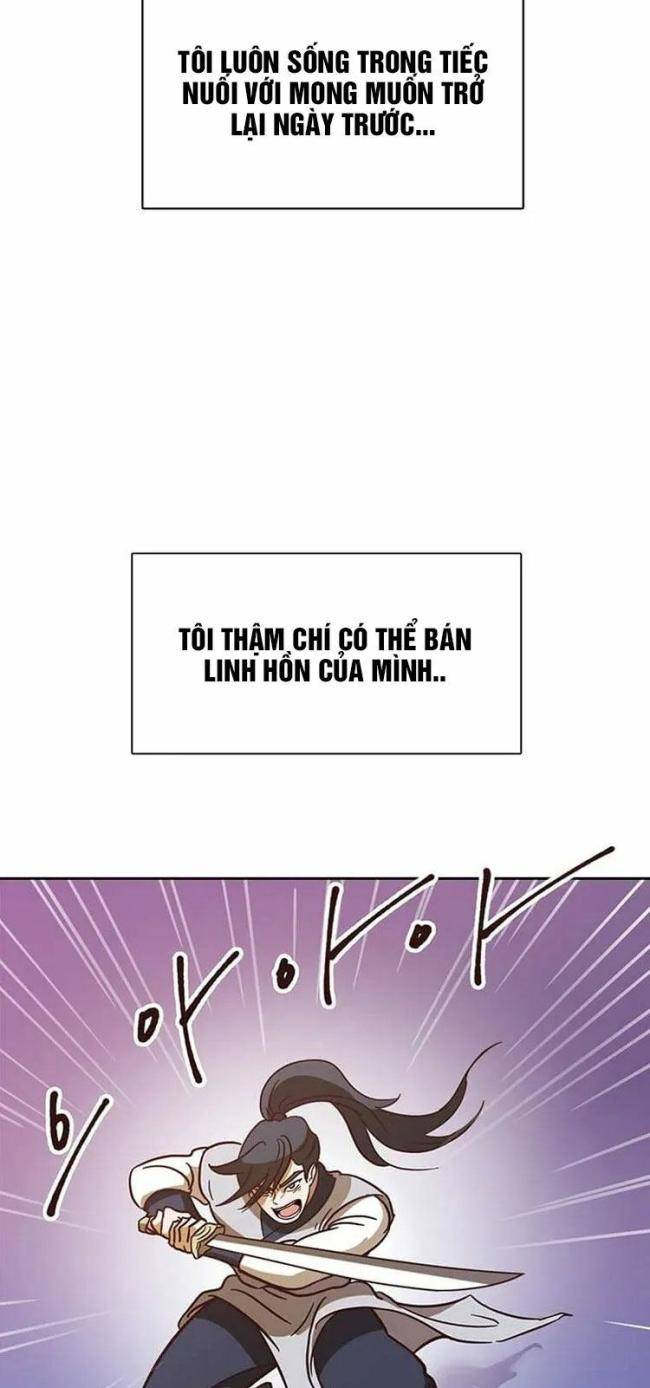 TÔI LUÔN SỐNG TRONG TIẾC
NUỐI VỚI MONG MUỐN TRỞ
LẠI NGÀY TRƯỚC...
TÔI THẬM CHÍ CÓ THỂ BÁN
LINH HỒN CỦA MÌNH..
아아아